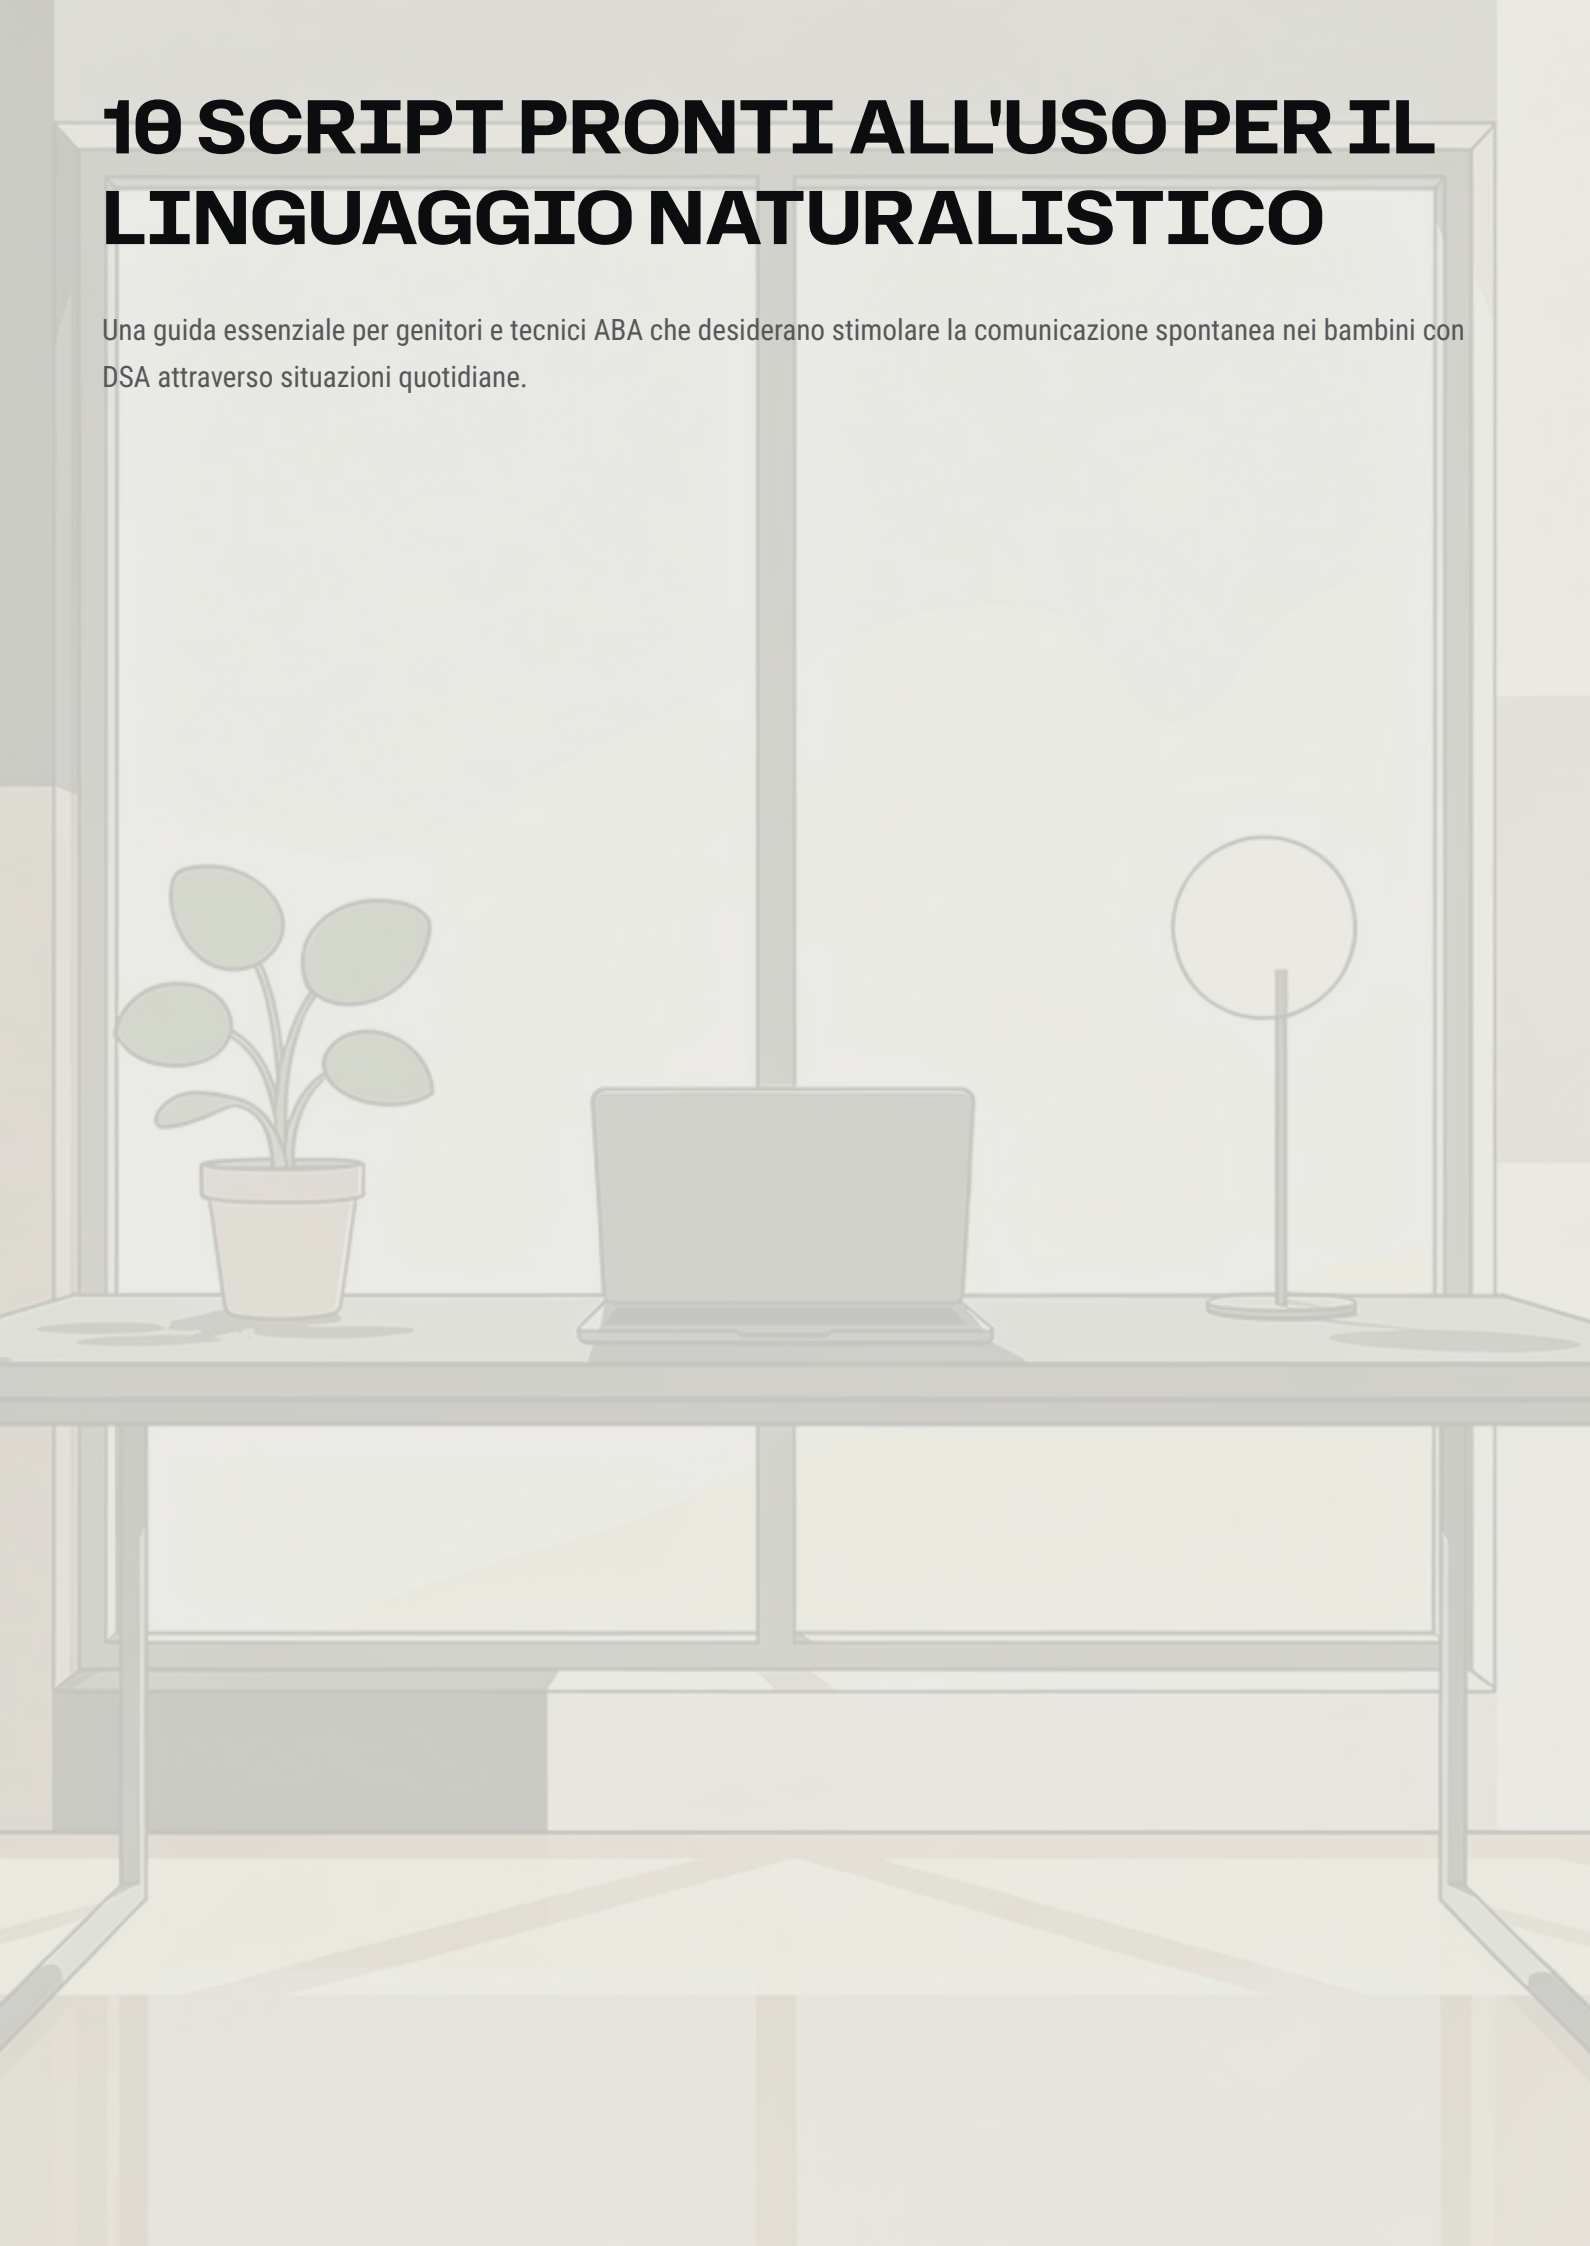 10 SCRIPT PRONTI ALL'USO PER IL
LINGUAGGIO NATURALISTICO
Una guida essenziale per genitori e tecnici ABA che desiderano stimolare la comunicazione spontanea nei bambini con
DSA attraverso situazioni quotidiane.